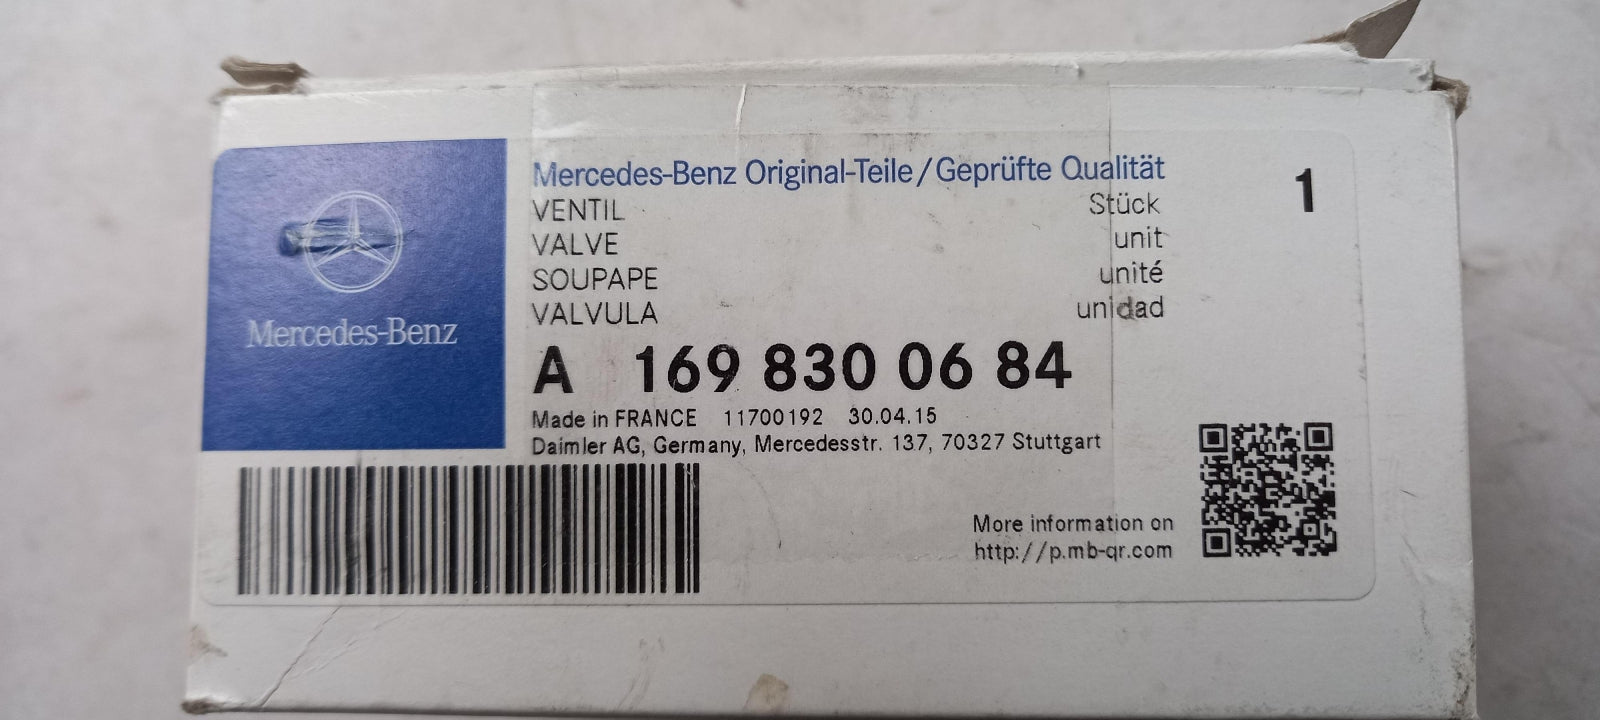 Mercedes-Benz
Mercedes-Benz Original-Teile/Geprüfte Qualität
VENTIL Stück 1
VALVE unit
SOUPAPE unité
VALVULA unidad
A 169 830 06 84
Made in FRANCE 11700192 30.04.15
Daimler AG, Germany, Mercedesstr. 137, 70327 Stuttgart
More information on
http://p.mb-qr.com